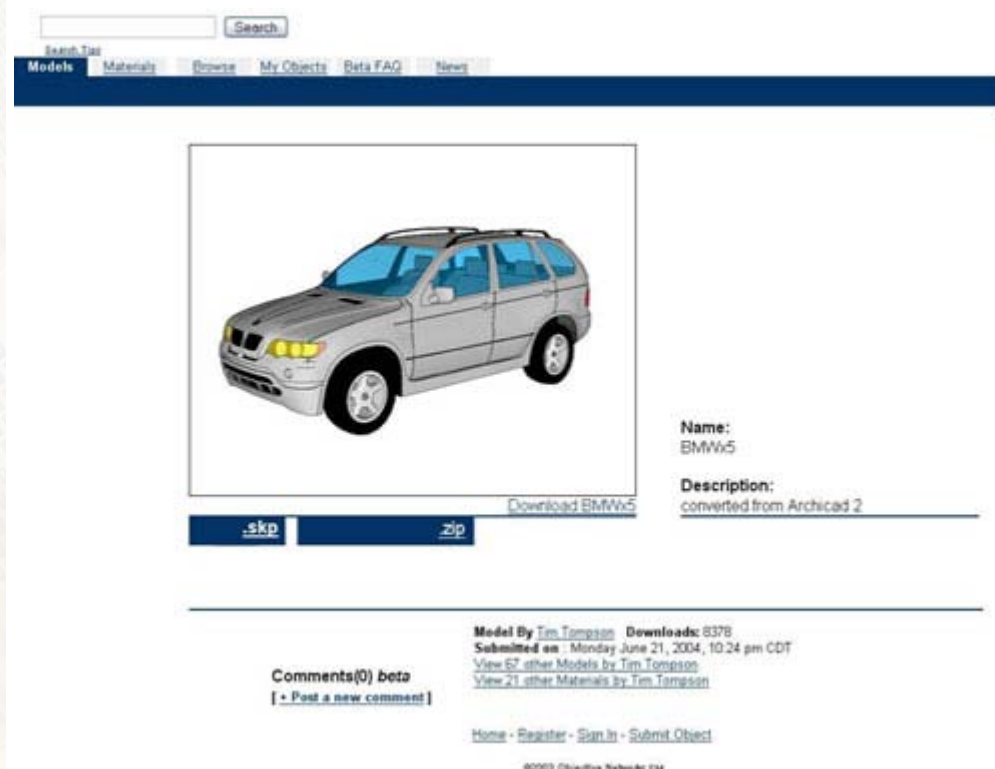 Search
Search Tips
Models Materials Browse My Objects Beta FAQ News
Name:
BMWx5
Description:
converted from Archicad 2
Download BMWx5
.skp .zip
Model By Tim Tompson Downloads: 8378
Submitted on : Monday June 21, 2004, 10:24 pm CDT
View 67 other Models by Tim Tompson
View 21 other Materials by Tim Tompson
Comments(0) beta
[ + Post a new comment ]
Home - Register - Sign In - Submit Object